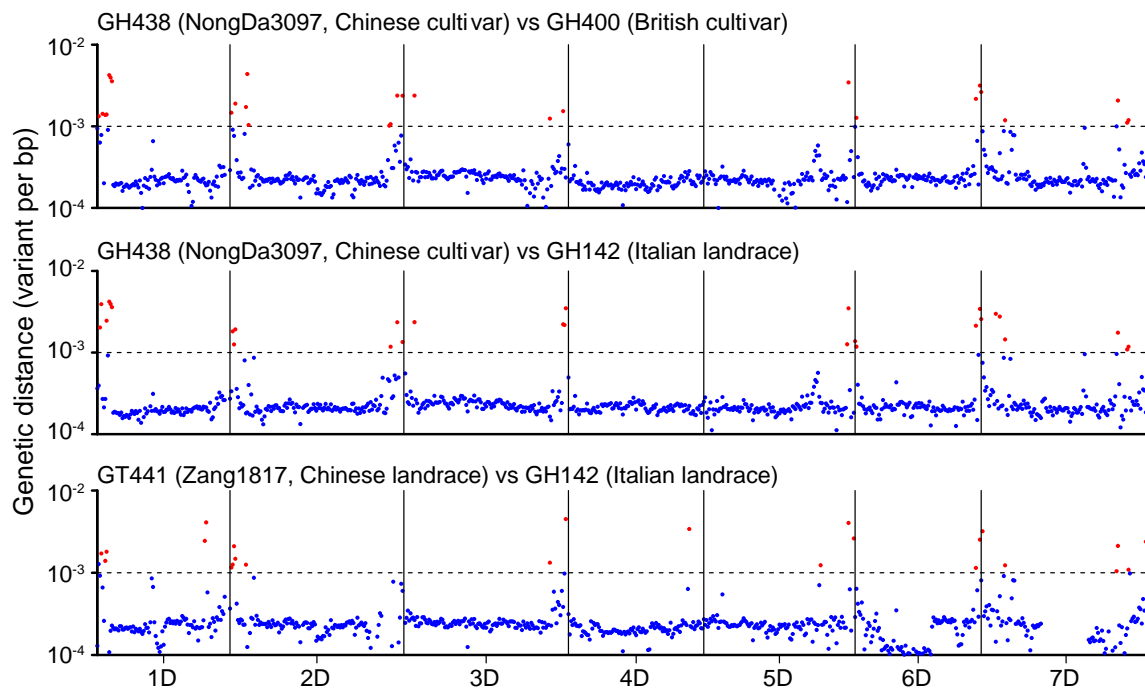 GH438 (NongDa3097, Chinese cultivar) vs GH400 (British cultivar)
10-2
10-3
10-4
GH438 (NongDa3097, Chinese cultivar) vs GH142 (Italian landrace)
10-2
10-3
10-4
Genetic distance (variant per bp)
GT441 (Zang1817, Chinese landrace) vs GH142 (Italian landrace)
10-2
10-3
10-4
1D 2D 3D 4D 5D 6D 7D